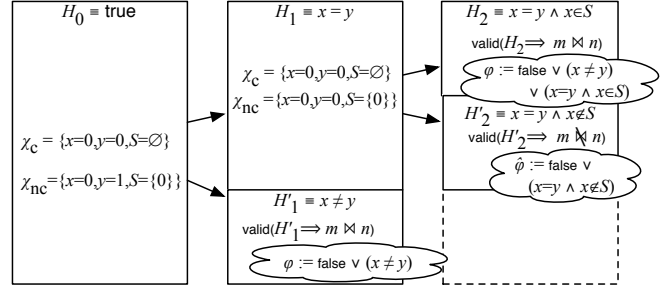 H0 ≡ true
χc = {x=0,y=0,S=∅}
χnc={x=0,y=1,S={0}}
H1 ≡ x = y
χc = {x=0,y=0,S=∅}
χnc = {x=0,y=0,S={0}}
H'1 ≡ x ≠ y
valid(H'1⇒ m ⋈ n)
φ := false ∨ (x ≠ y)
H2 ≡ x = y ∧ x∈S
valid(H2⇒ m ⋈ n)
φ := false ∨ (x≠y)
∨ (x=y ∧ x∈S)
H'2 ≡ x = y ∧ x∉S
valid(H'2⇒ m ⋈̸ n)
φ̂ := false ∨
(x=y ∧ x∉S)